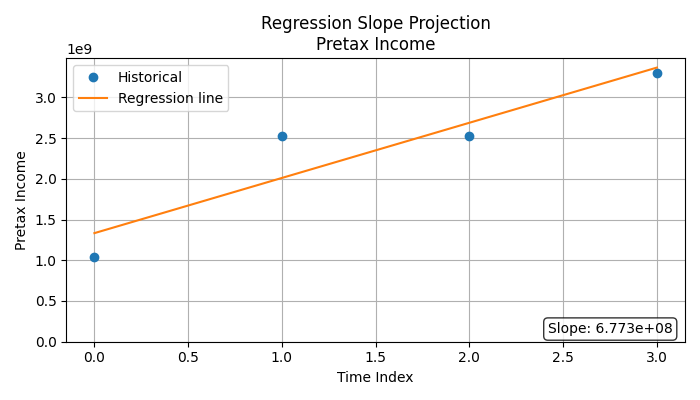 Regression Slope Projection
Pretax Income
1e9
Historical
Regression line
3.0
2.5
2.0
1.5
1.0
0.5
0.0
Pretax Income
Slope: 6.773e+08
0.0 0.5 1.0 1.5 2.0 2.5 3.0
Time Index